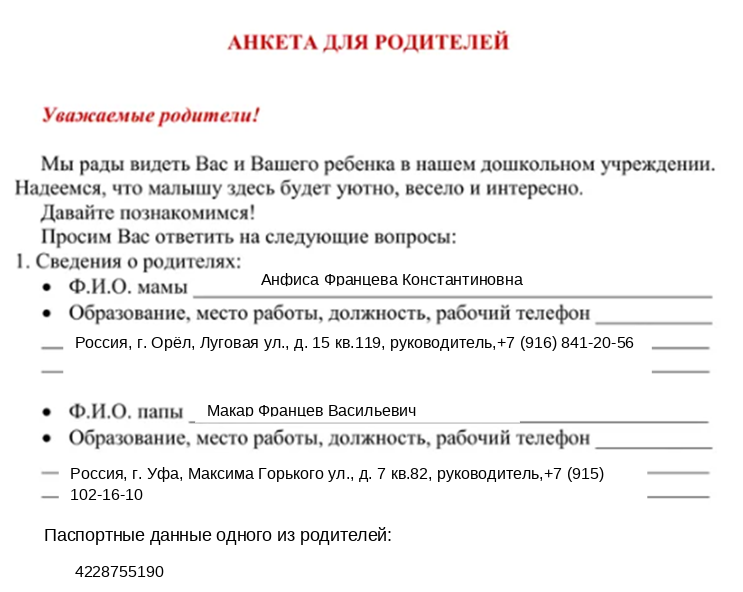 АНКЕТА ДЛЯ РОДИТЕЛЕЙ
Уважаемые родители!
Мы рады видеть Вас и Вашего ребенка в нашем дошкольном учреждении.
Надеемся, что малышу здесь будет уютно, весело и интересно.
Давайте познакомимся!
Просим Вас ответить на следующие вопросы:
1. Сведения о родителях:
• Ф.И.О. мамы Анфиса Францева Константиновна
• Образование, место работы, должность, рабочий телефон
Россия, г. Орёл, Луговая ул., д. 15 кв.119, руководитель,+7 (916) 841-20-56
• Ф.И.О. папы Макар Францев Васильевич
• Образование, место работы, должность, рабочий телефон
Россия, г. Уфа, Максима Горького ул., д. 7 кв.82, руководитель,+7 (915)
102-16-10
Паспортные данные одного из родителей:
4228755190